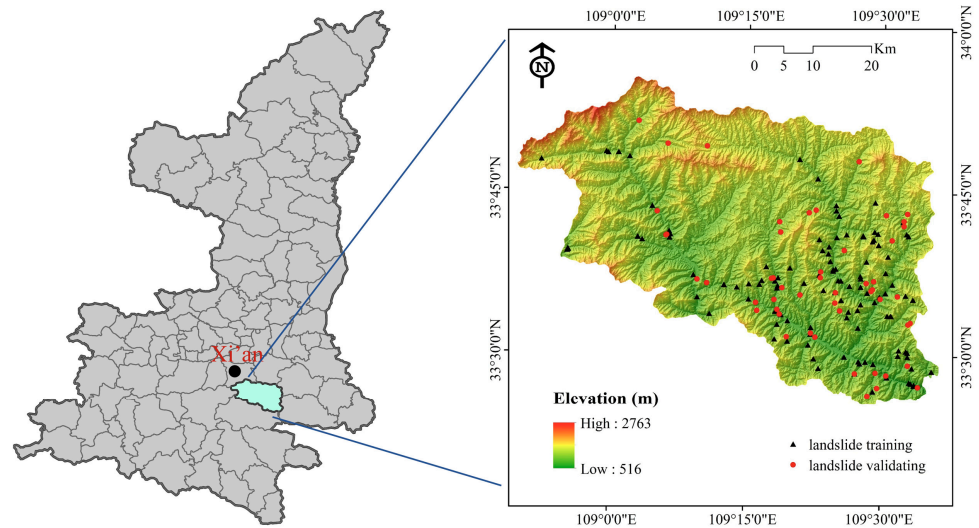 109°0'0"E
109°15'0"E
109°30'0"E
34°0'0"N
N
Km
0
5
10
20
33°45'0"N
33°45'0"N
Xi'an
33°30'0"N
33°30'0"N
Elcvation (m)
High : 2763
Low : 516
landslide training
landslide validating
109°0'0"E
109°15'0"E
109°30'0"E